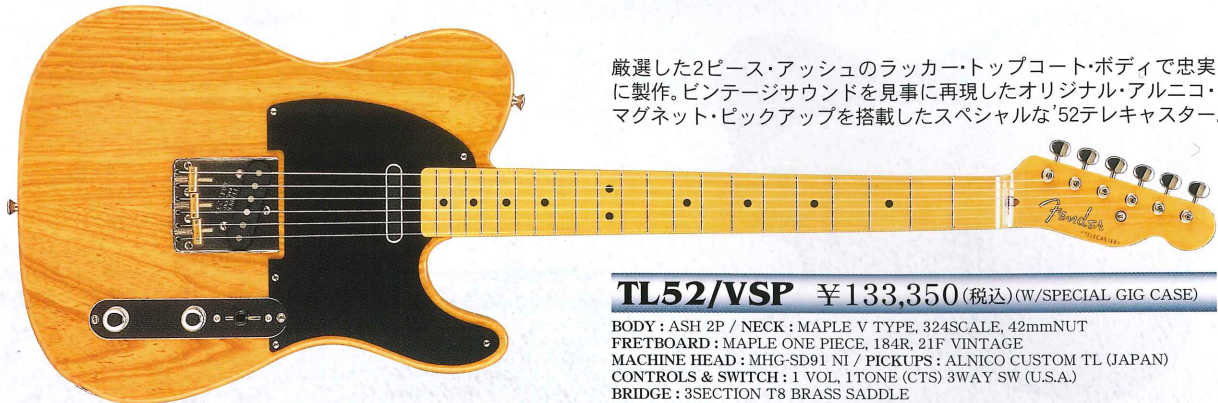 厳選した2ピース・アッシュのラッカー・トップコート・ボディで忠実
に製作。ビンテージサウンドを見事に再現したオリジナル・アルニコ・
マグネット・ピックアップを搭載したスペシャルな'52テレキャスター。
Fender
TELECASTER
TL52/VSP ¥133,350(税込)(W/SPECIAL GIG CASE)
BODY : ASH 2P / NECK : MAPLE V TYPE, 324SCALE, 42mmNUT
FRETBOARD : MAPLE ONE PIECE, 184R, 21F VINTAGE
MACHINE HEAD : MHG-SD91 NI / PICKUPS : ALNICO CUSTOM TL (JAPAN)
CONTROLS & SWITCH : 1 VOL, 1TONE (CTS) 3WAY SW (U.S.A.)
BRIDGE : 3SECTION T8 BRASS SADDLE